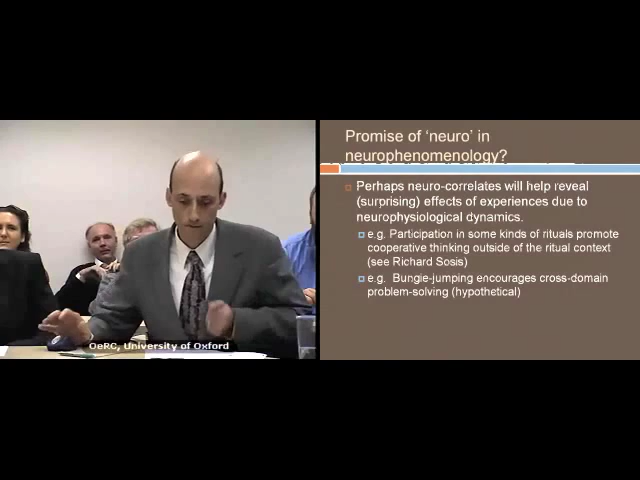 Promise of 'neuro' in
neurophenomenology?
Perhaps neuro-correlates will help reveal
(surprising) effects of experiences due to
neurophysiological dynamics.
e.g. Participation in some kinds of rituals promote
cooperative thinking outside of the ritual context
(see Richard Sosis)
e.g. Bungie-jumping encourages cross-domain
problem-solving (hypothetical)
OeRC, University of Oxford